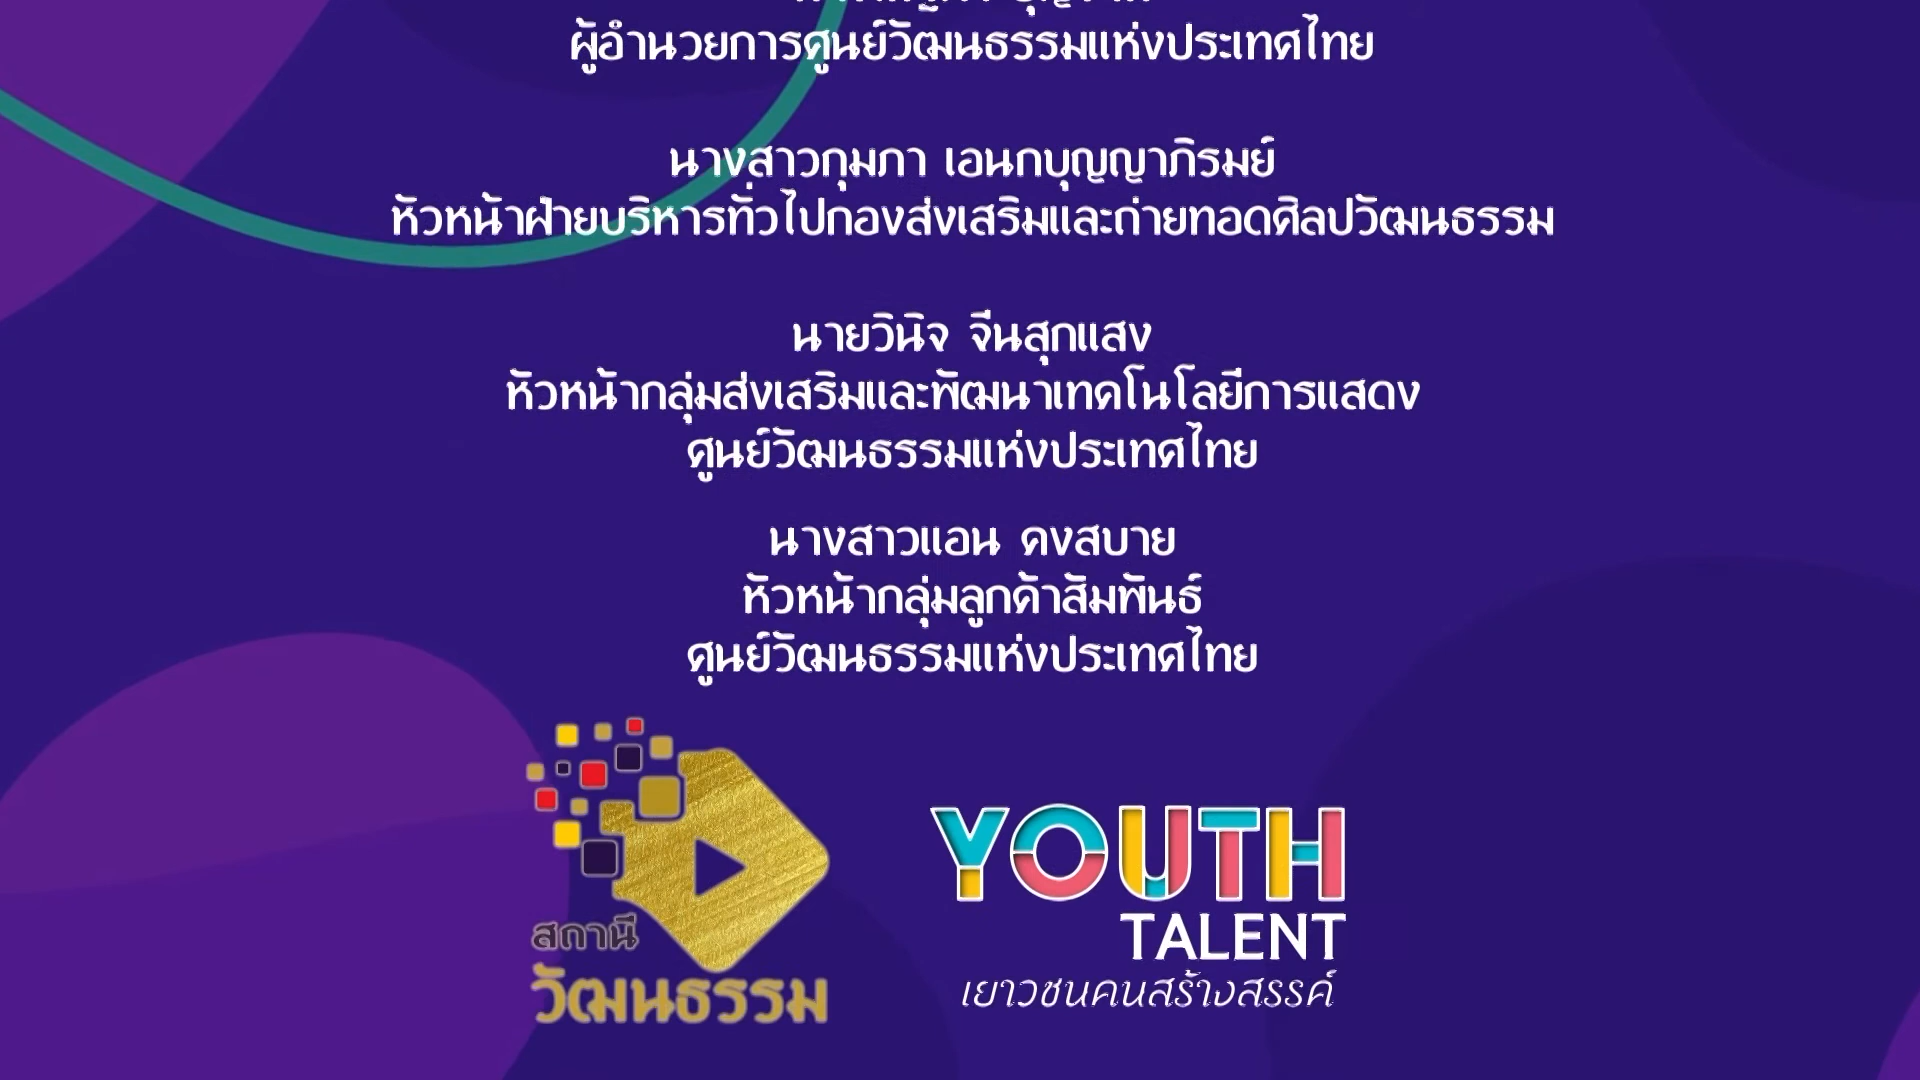 ผู้อำนวยการศูนย์วัฒนธรรมแห่งประเทศไทย
นางสาวกุมภา เอนกบุญญาภิรมย์
หัวหน้าฝ่ายบริหารทั่วไปกองส่งเสริมและถ่ายทอดศิลปวัฒนธรรม
นายวินิจ จีนสุกแสง
หัวหน้ากลุ่มส่งเสริมและพัฒนาเทคโนโลยีการแสดง
ศูนย์วัฒนธรรมแห่งประเทศไทย
นางสาวแอน ดงสบาย
หัวหน้ากลุ่มลูกค้าสัมพันธ์
ศูนย์วัฒนธรรมแห่งประเทศไทย
สถานี
วัฒนธรรม
YOUTH
TALENT
เยาวชนคนสร้างสรรค์